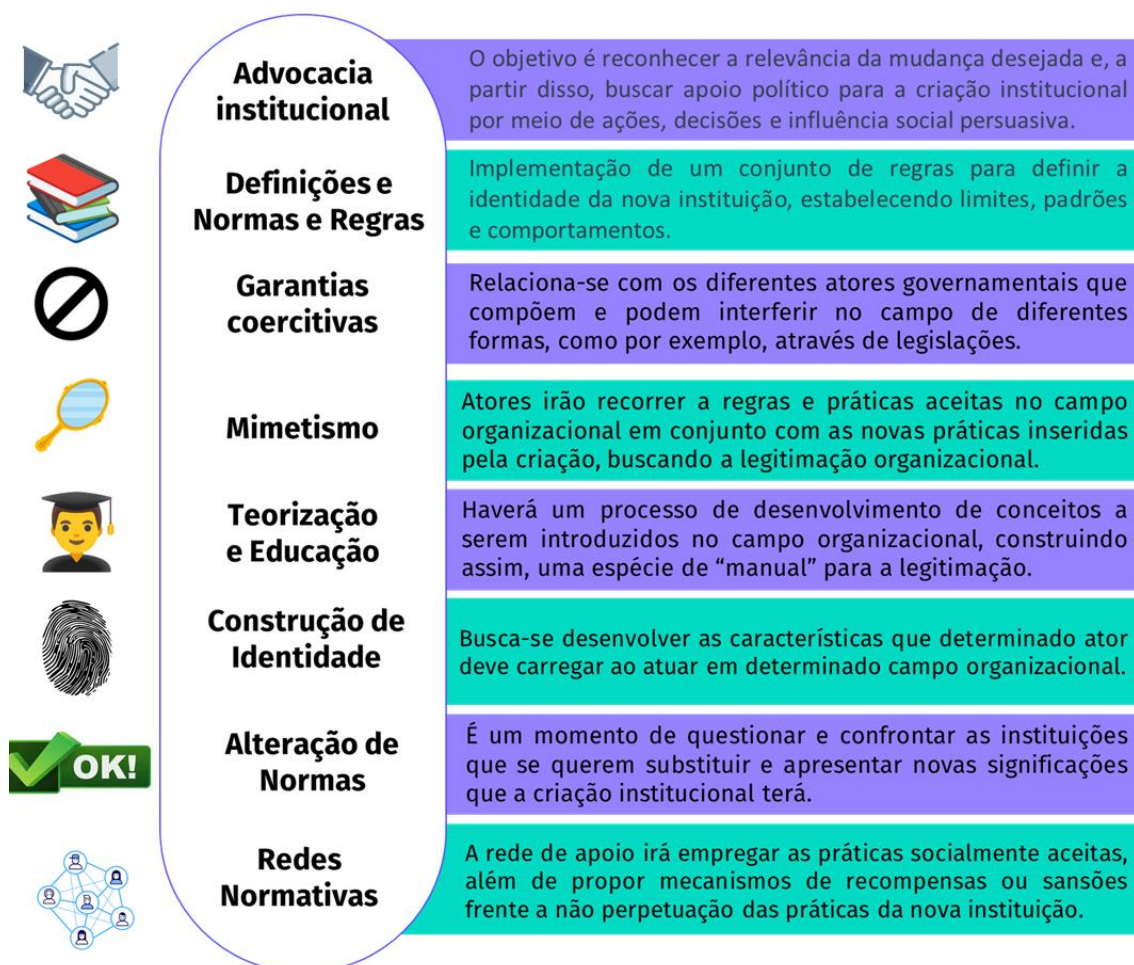 Advocacia
institucional
O objetivo é reconhecer a relevância da mudança desejada e, a
partir disso, buscar apoio político para a criação institucional
por meio de ações, decisões e influência social persuasiva.
Definições e
Normas e Regras
Implementação de um conjunto de regras para definir a
identidade da nova instituição, estabelecendo limites, padrões
e comportamentos.
Garantias
coercitivas
Relaciona-se com os diferentes atores governamentais que
compõem e podem interferir no campo de diferentes
formas, como por exemplo, através de legislações.
Mimetismo
Atores irão recorrer a regras e práticas aceitas no campo
organizacional em conjunto com as novas práticas inseridas
pela criação, buscando a legitimação organizacional.
Teorização
e Educação
Haverá um processo de desenvolvimento de conceitos a
serem introduzidos no campo organizacional, construindo
assim, uma espécie de “manual” para a legitimação.
Construção de
Identidade
Busca-se desenvolver as características que determinado ator
deve carregar ao atuar em determinado campo organizacional.
OK!
Alteração de
Normas
É um momento de questionar e confrontar as instituições
que se querem substituir e apresentar novas significações
que a criação institucional terá.
Redes
Normativas
A rede de apoio irá empregar as práticas socialmente aceitas,
além de propor mecanismos de recompensas ou sansões
frente a não perpetuação das práticas da nova instituição.